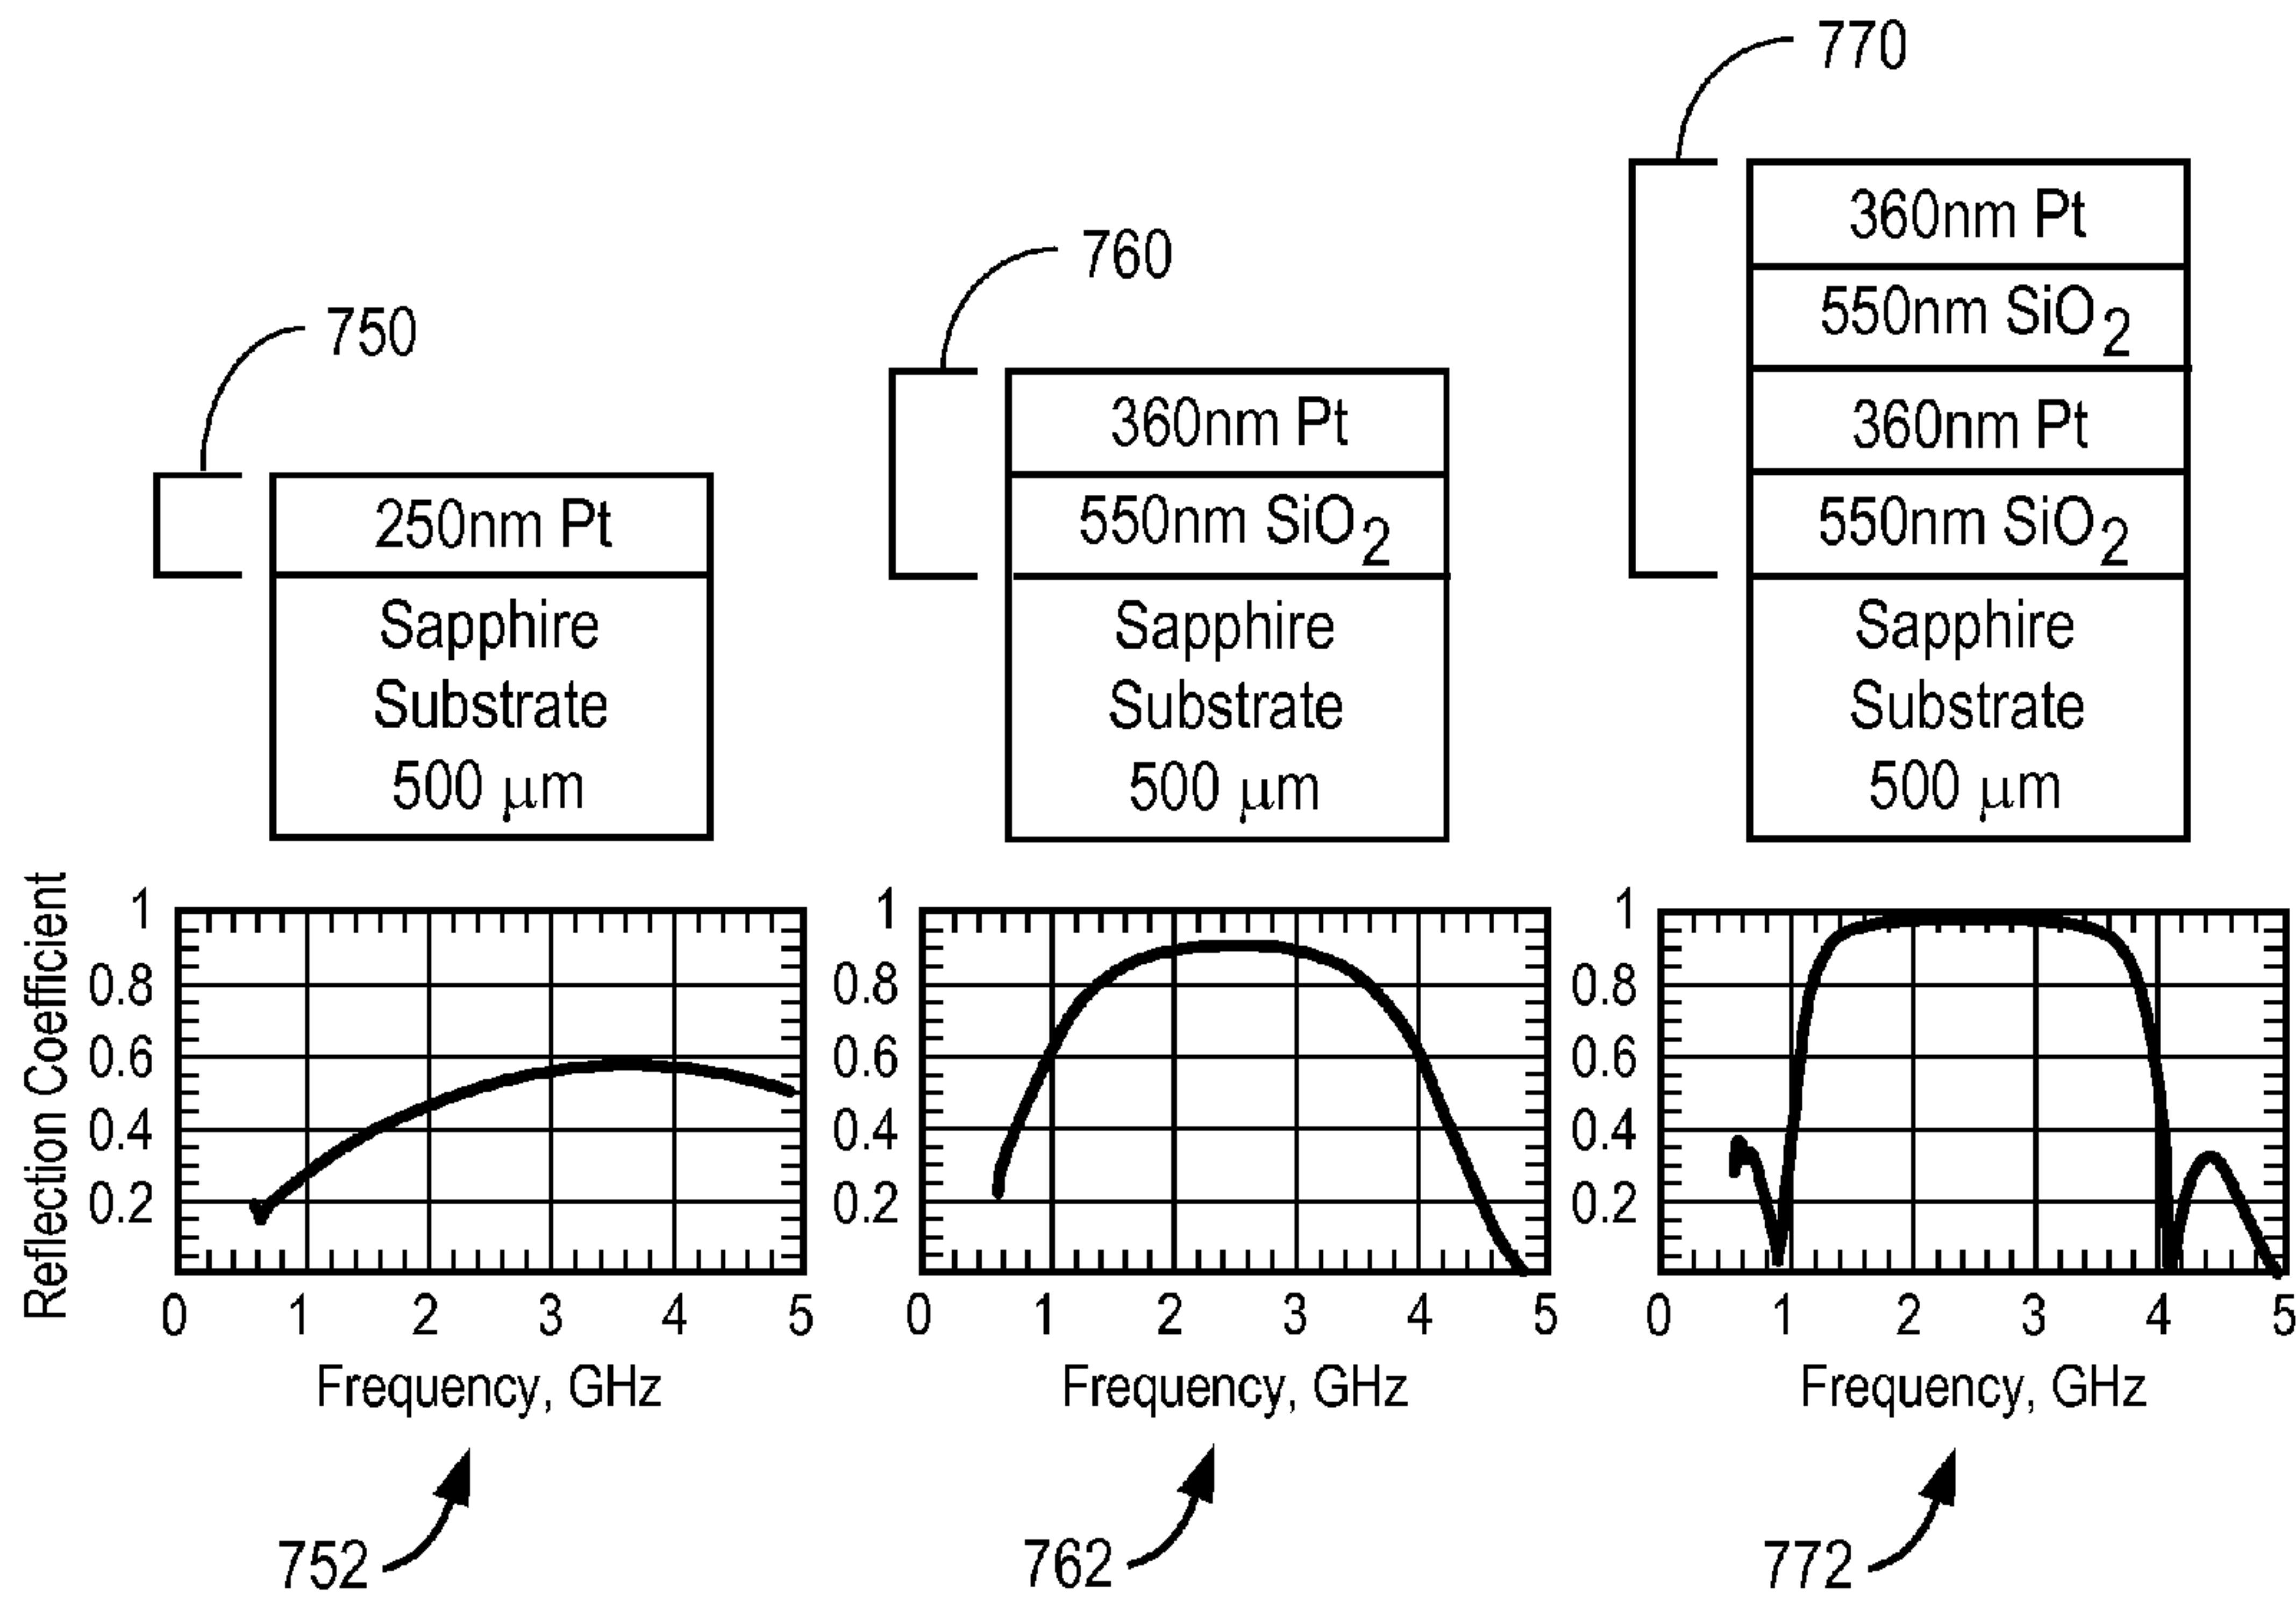 770
360nm Pt
760
550nm SiO2
750
360nm Pt
360nm Pt
250nm Pt
550nm SiO2
550nm SiO2
Sapphire
Substrate
500 μm
Sapphire
Substrate
500 μm
Sapphire
Substrate
500 μm
Reflection Coefficient
1
0.8
0.6
0.4
0.2
0 1 2 3 4 5
Frequency, GHz
752
1
0.8
0.6
0.4
0.2
0 1 2 3 4 5
Frequency, GHz
762
1
0.8
0.6
0.4
0.2
0 1 2 3 4 5
Frequency, GHz
772